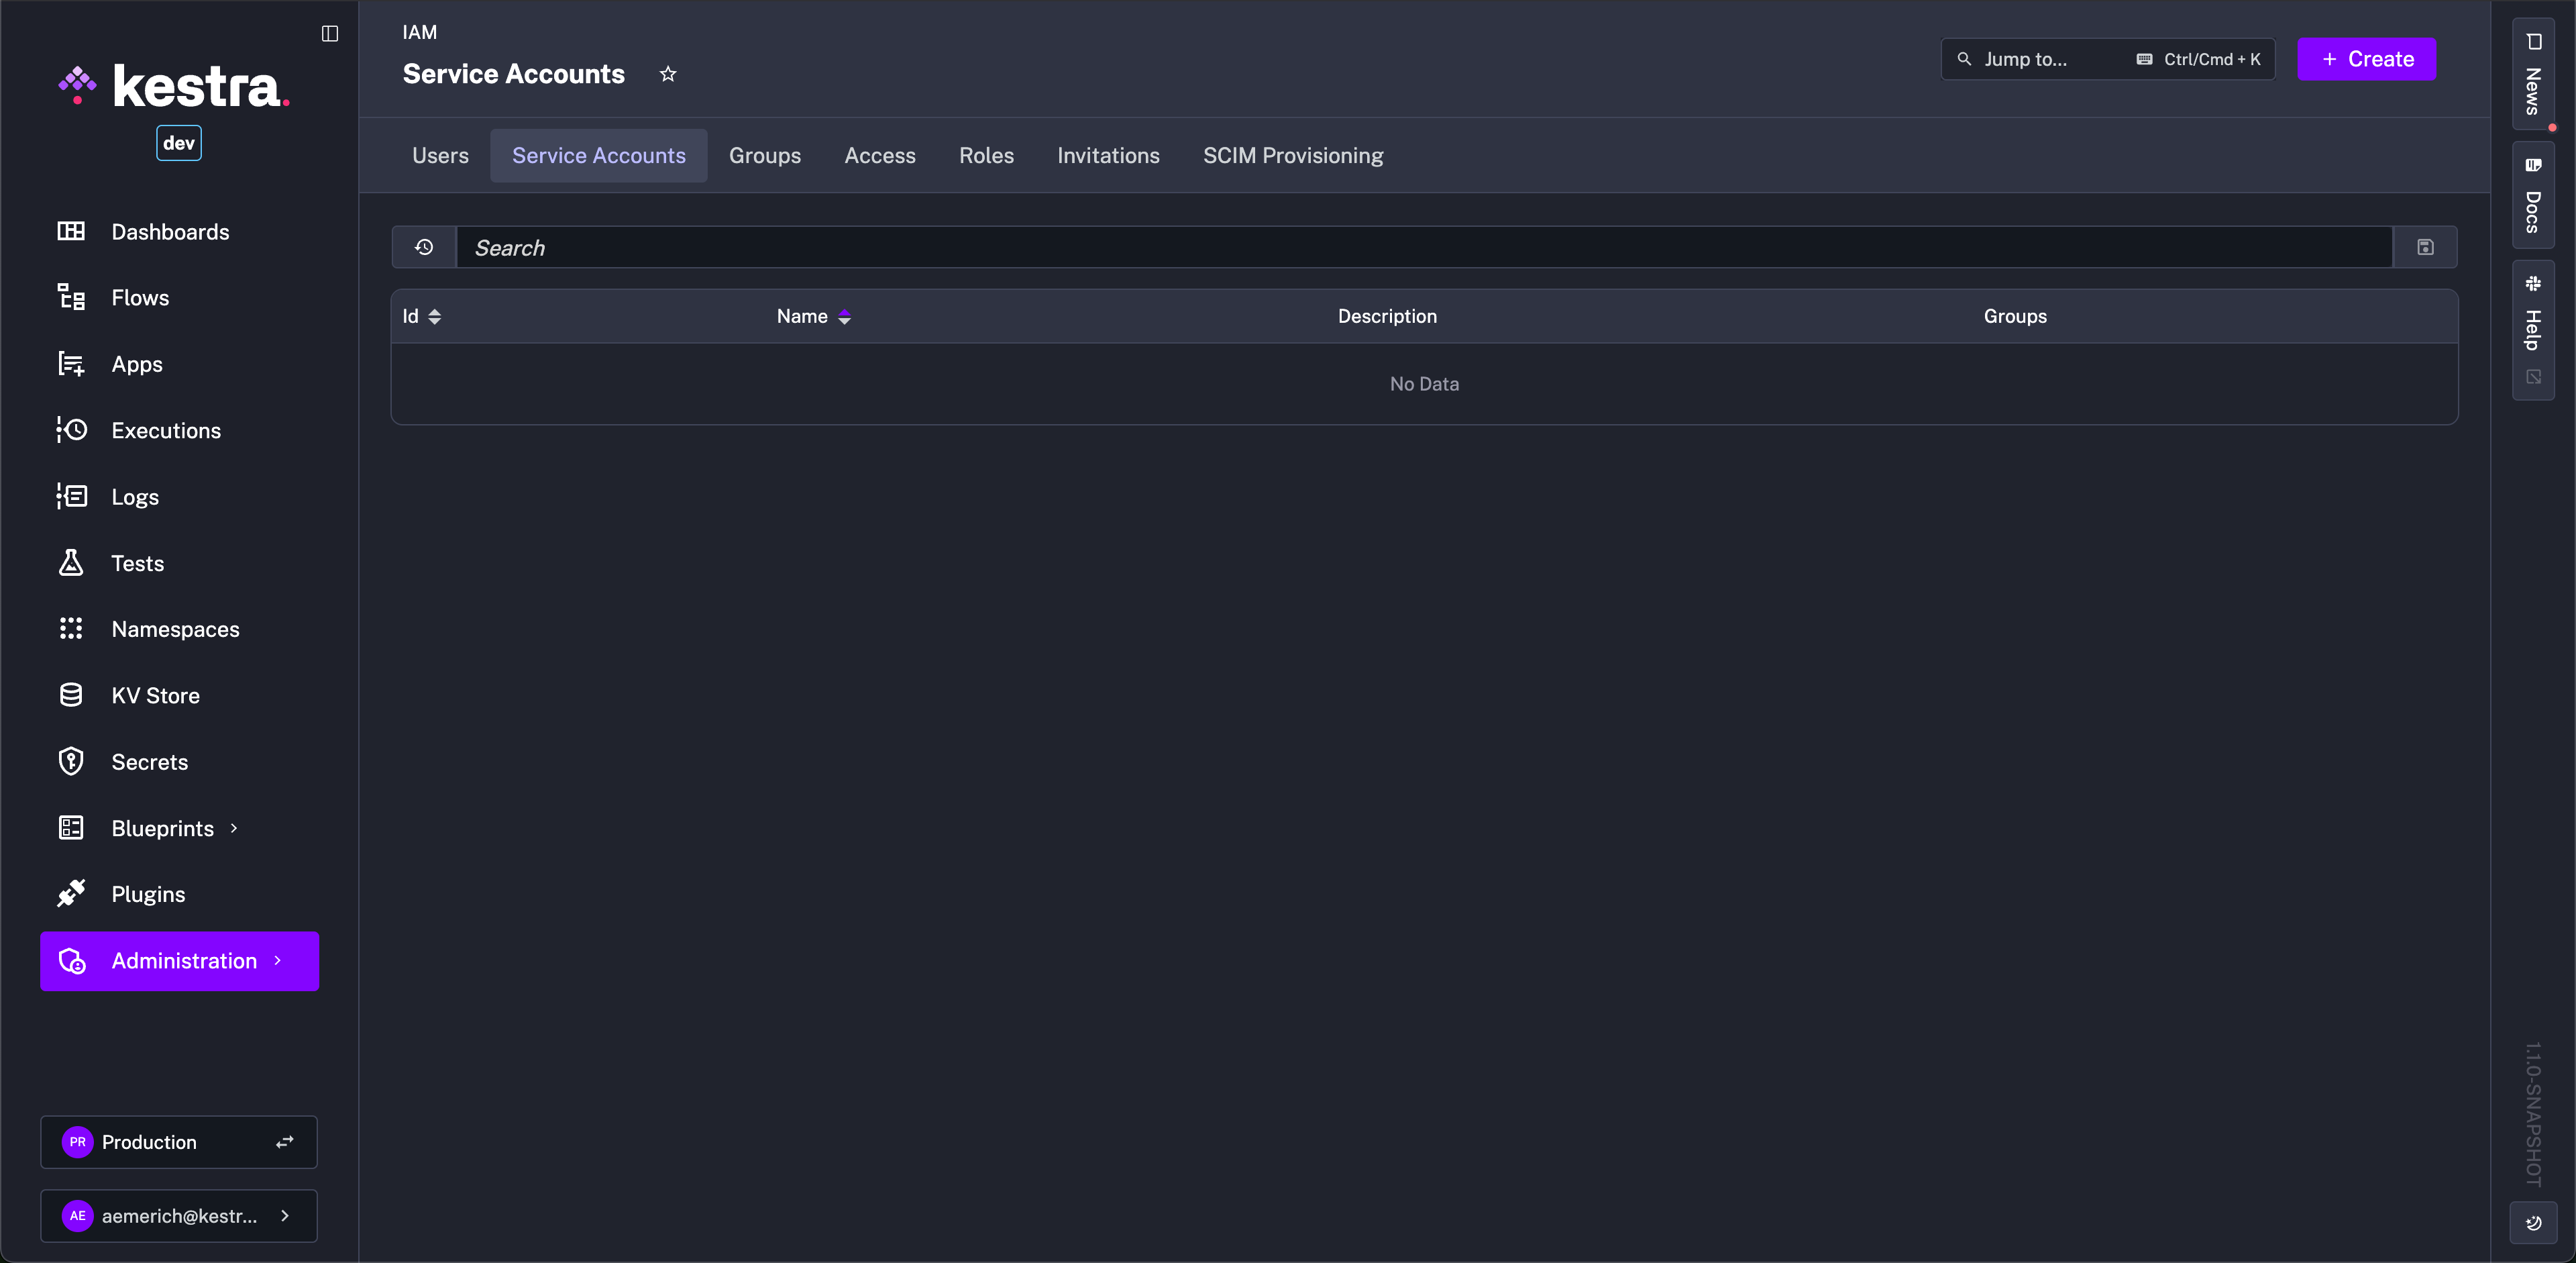 kestra.
dev
Dashboards
Flows
Apps
Executions
Logs
Tests
Namespaces
KV Store
Secrets
Blueprints
Plugins
Administration
PR Production
AE aemerich@kestr...
IAM
Service Accounts
Jump to... Ctrl/Cmd + K
+ Create
Users Service Accounts Groups Access Roles Invitations SCIM Provisioning
Search
Id Name Description Groups
No Data
News
Docs
Help
1.1.0-SNAPSHOT